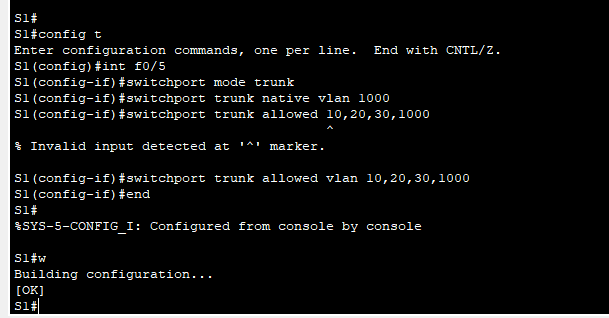 S1#
S1#config t
Enter configuration commands, one per line.  End with CNTL/Z.
S1(config)#int f0/5
S1(config-if)#switchport mode trunk
S1(config-if)#switchport trunk native vlan 1000
S1(config-if)#switchport trunk allowed 10,20,30,1000
^
% Invalid input detected at '^' marker.
S1(config-if)#switchport trunk allowed vlan 10,20,30,1000
S1(config-if)#end
S1#
%SYS-5-CONFIG_I: Configured from console by console
S1#w
Building configuration...
[OK]
S1#